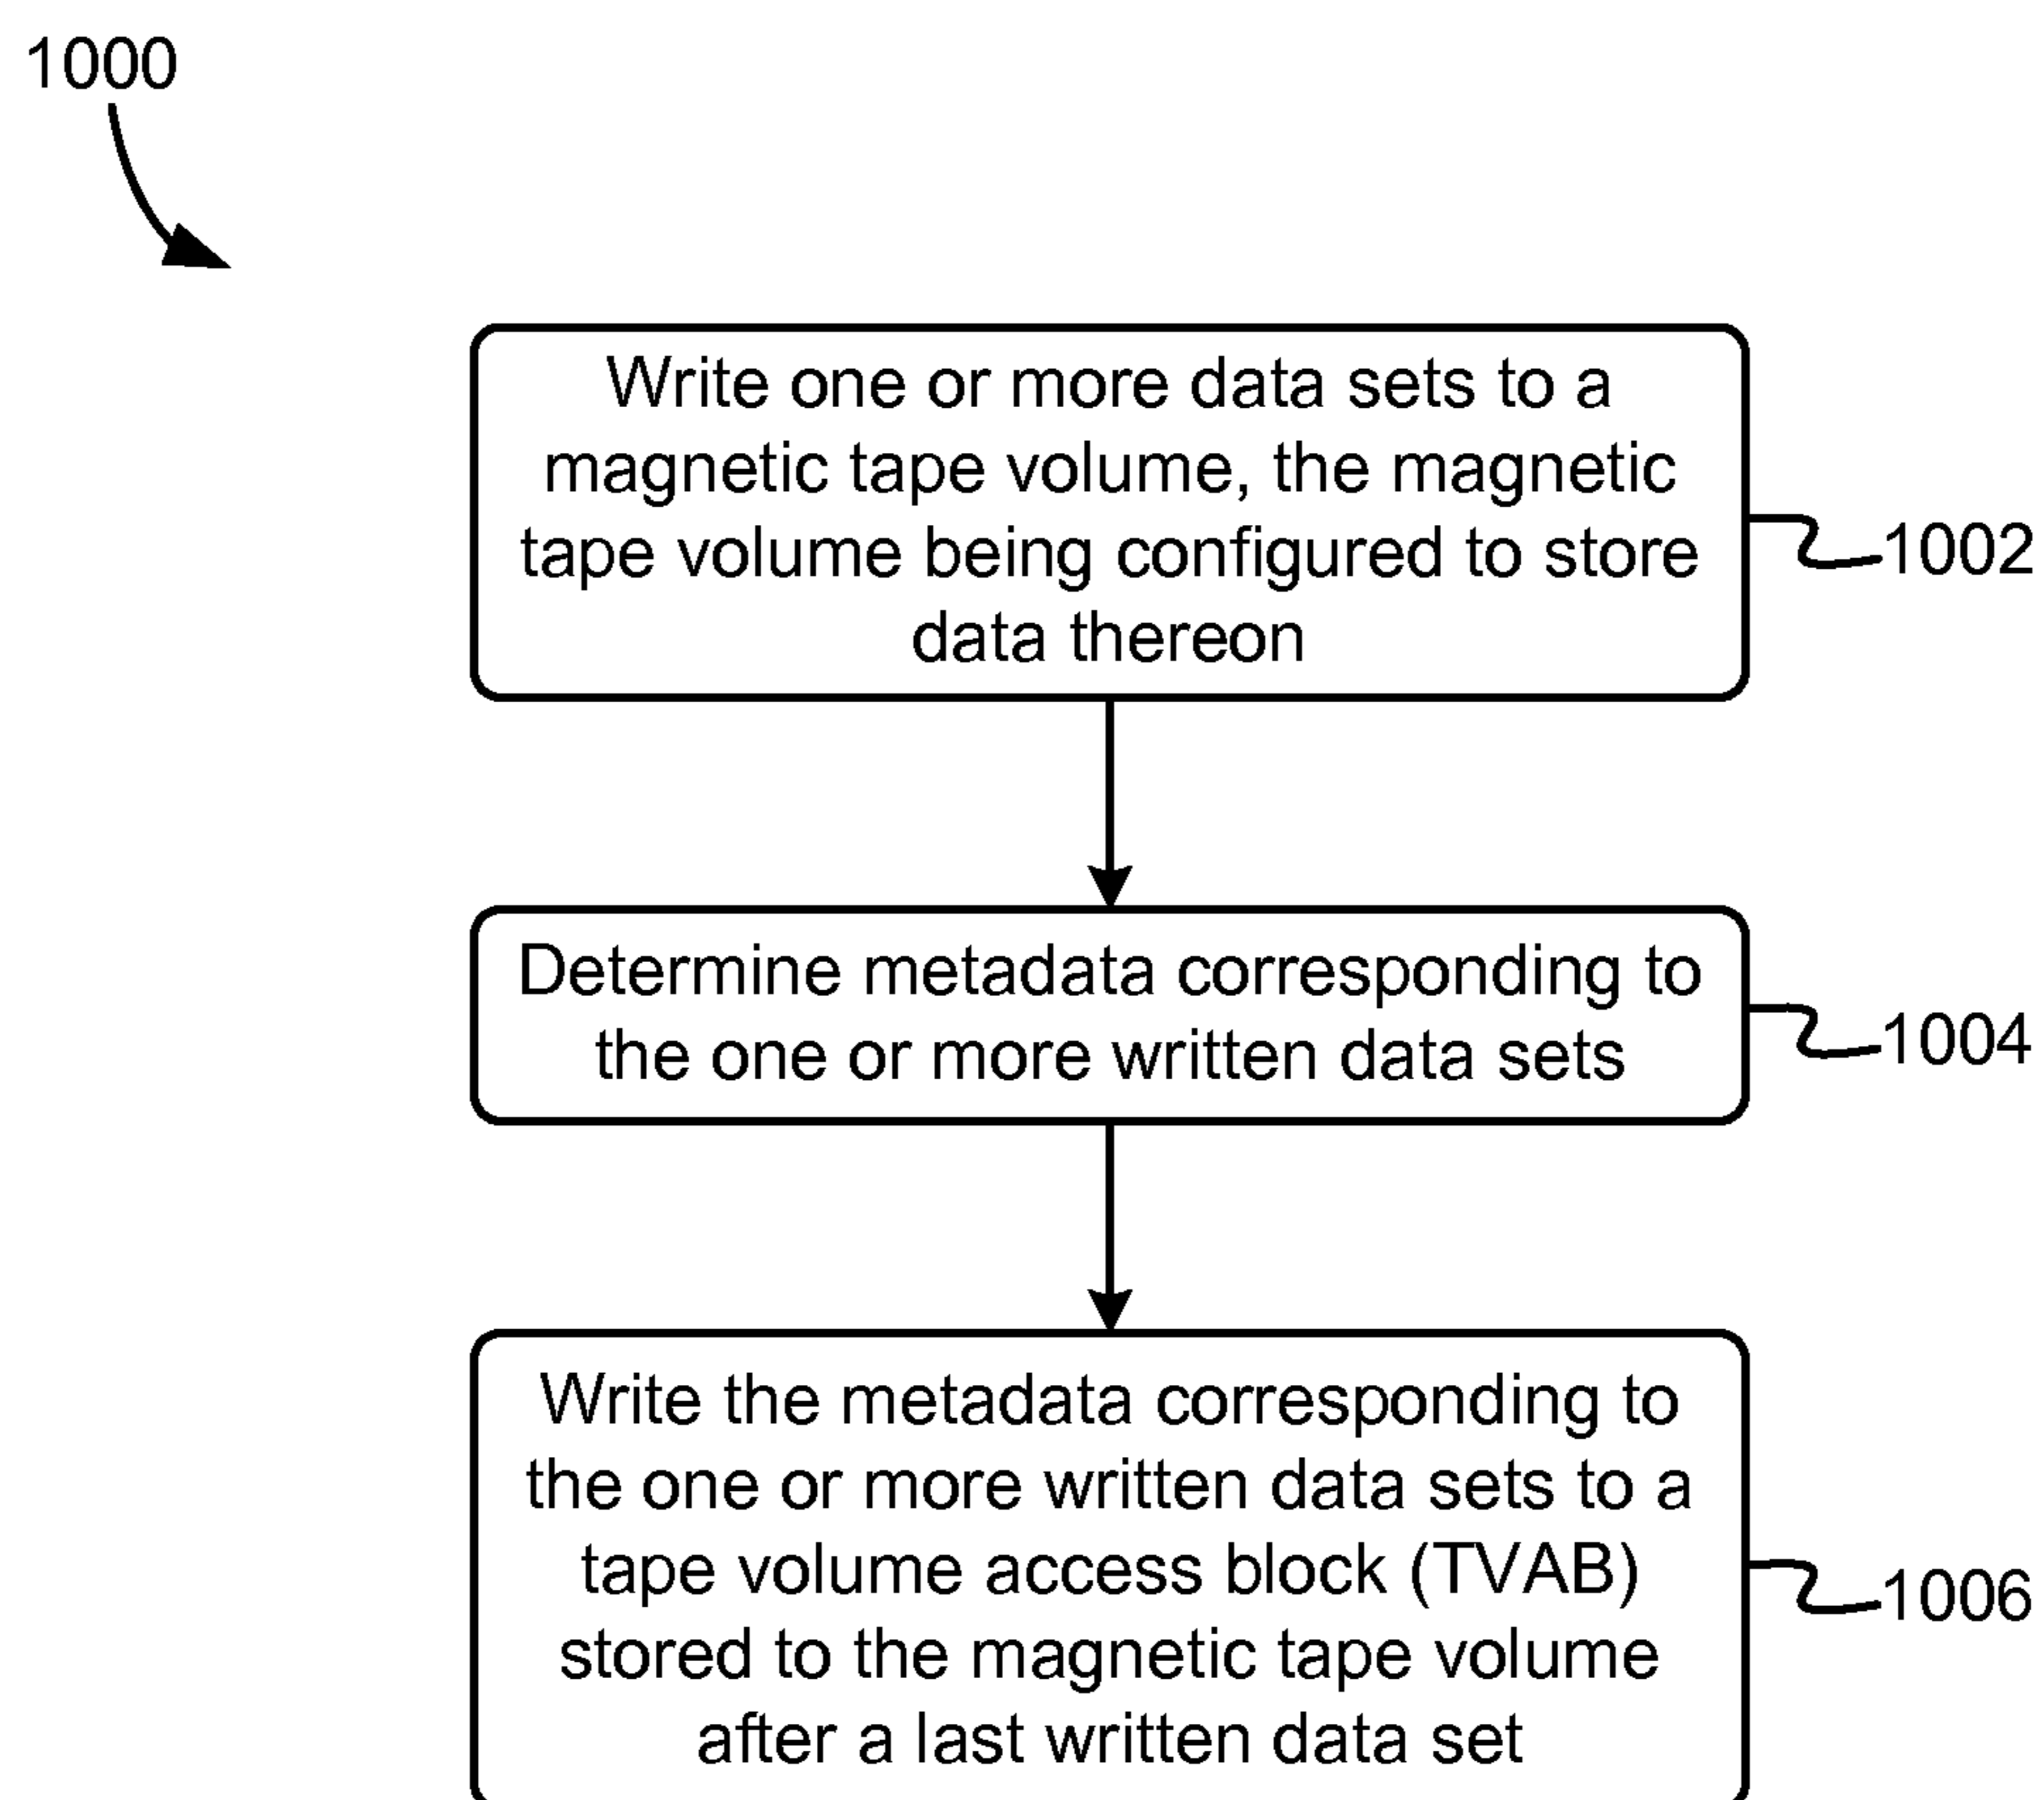 1000
Write one or more data sets to a
magnetic tape volume, the magnetic
tape volume being configured to store
data thereon
1002
Determine metadata corresponding to
the one or more written data sets
1004
Write the metadata corresponding to
the one or more written data sets to a
tape volume access block (TVAB)
stored to the magnetic tape volume
after a last written data set
1006